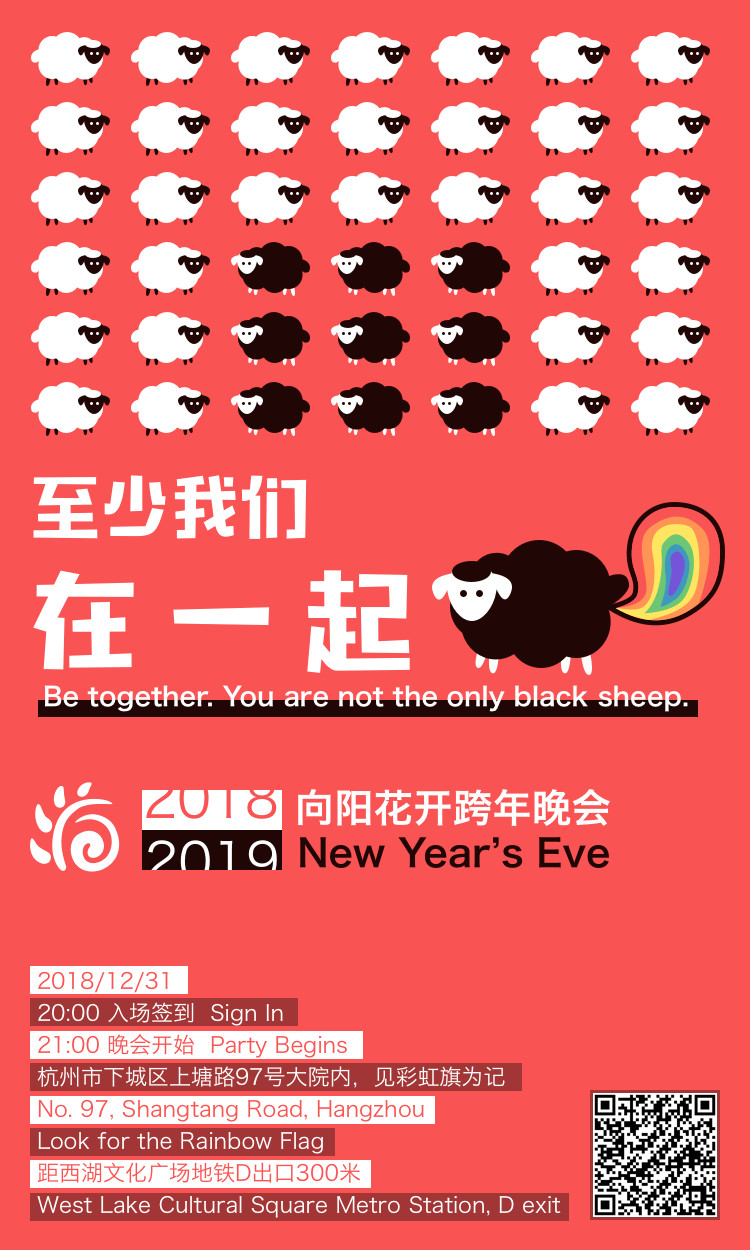 至少我们
在一起
Be together. You are not the only black sheep.
2018
2019
向阳花开跨年晚会
New Year's Eve
2018/12/31
20:00 入场签到 Sign In
21:00 晚会开始 Party Begins
杭州市下城区上塘路97号大院内，见彩虹旗为记
No. 97, Shangtang Road, Hangzhou
Look for the Rainbow Flag
距西湖文化广场地铁D出口300米
West Lake Cultural Square Metro Station, D exit